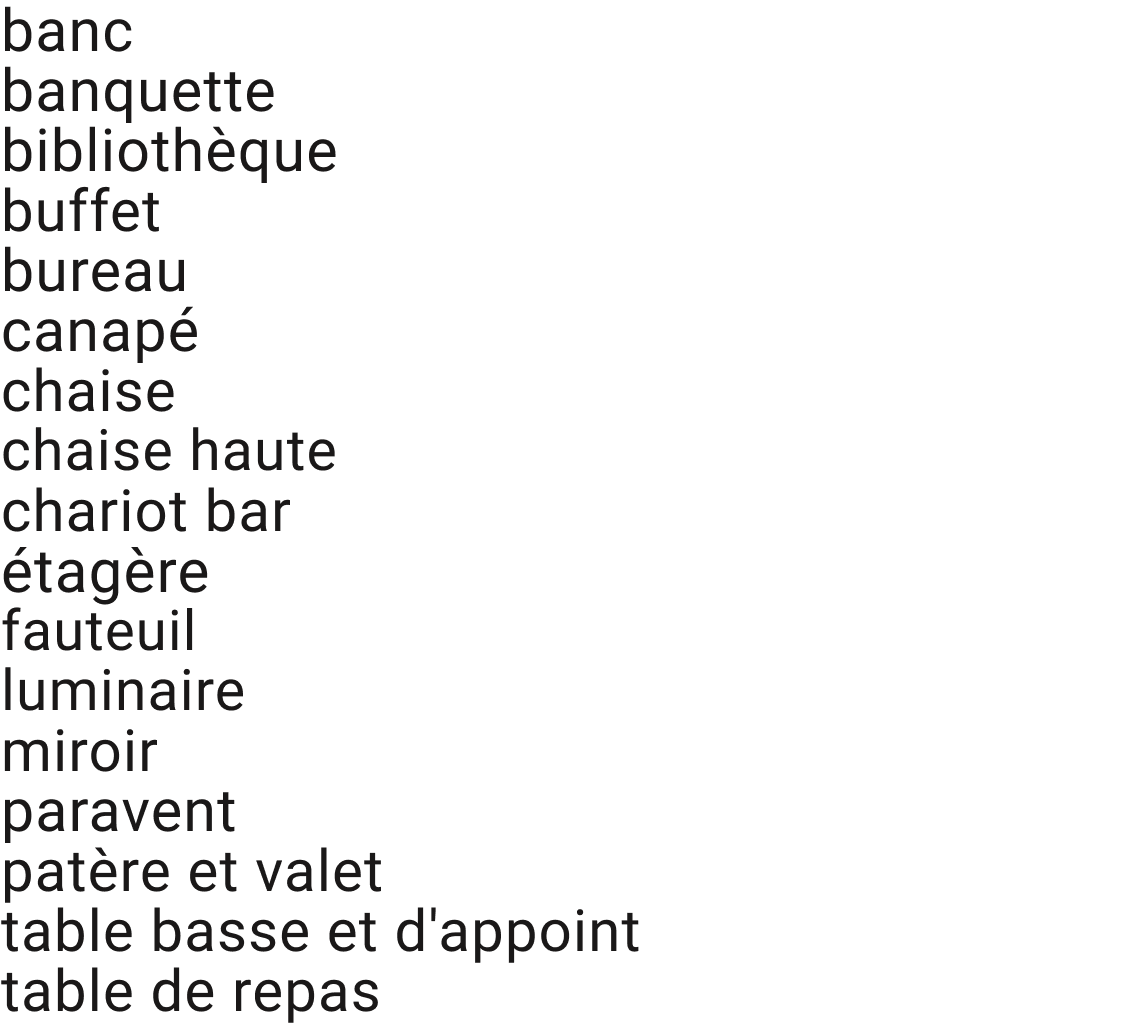 banc
banquette
bibliothèque
buffet
bureau
canapé
chaise
chaise haute
chariot bar
étagère
fauteuil
luminaire
miroir
paravent
patère et valet
table basse et d'appoint
table de repas